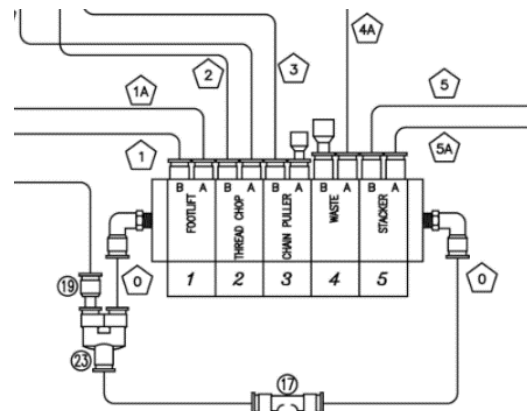 4A
2
3
1A
5
1
5A
B A B A B A B A B A
FOOTLIFT
THREAD CHOP
CHAIN PULLER
WASTE
STACKER
0
0
19
1 2 3 4 5
23
17